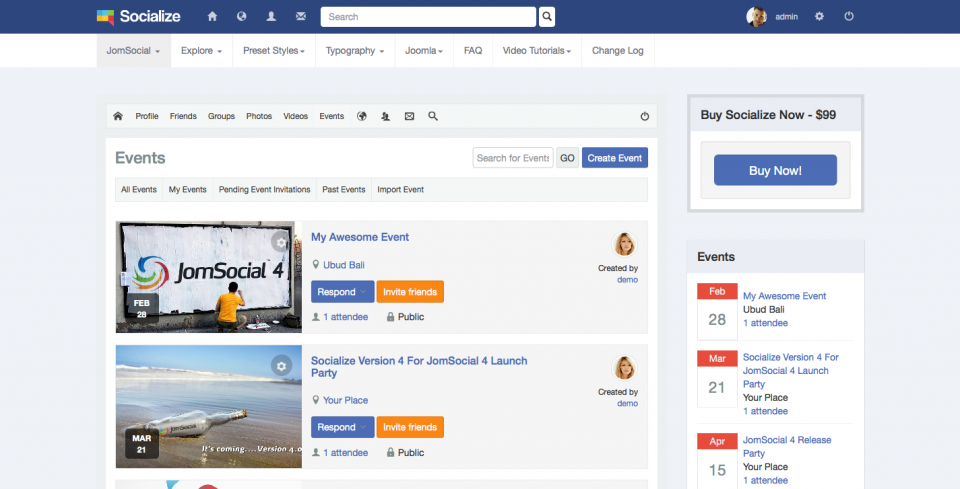 Socialize
Search
admin
JomSocial
Explore
Preset Styles
Typography
Joomla
FAQ
Video Tutorials
Change Log
Profile
Friends
Groups
Photos
Videos
Events
Events
Search for Events
GO
Create Event
All Events
My Events
Pending Event Invitations
Past Events
Import Event
JomSocial 4
FEB
28
My Awesome Event
Ubud Bali
Respond
Invite friends
1 attendee
Public
Created by
demo
MAR
21
It's coming....Version 4.0
Socialize Version 4 For JomSocial 4 Launch
Party
Your Place
Respond
Invite friends
1 attendee
Public
Created by
demo
Buy Socialize Now - $99
Buy Now!
Events
Feb
28
My Awesome Event
Ubud Bali
1 attendee
Mar
21
Socialize Version 4 For
JomSocial 4 Launch
Party
Your Place
1 attendee
Apr
15
JomSocial 4 Release
Party
Your Place
1 attendee